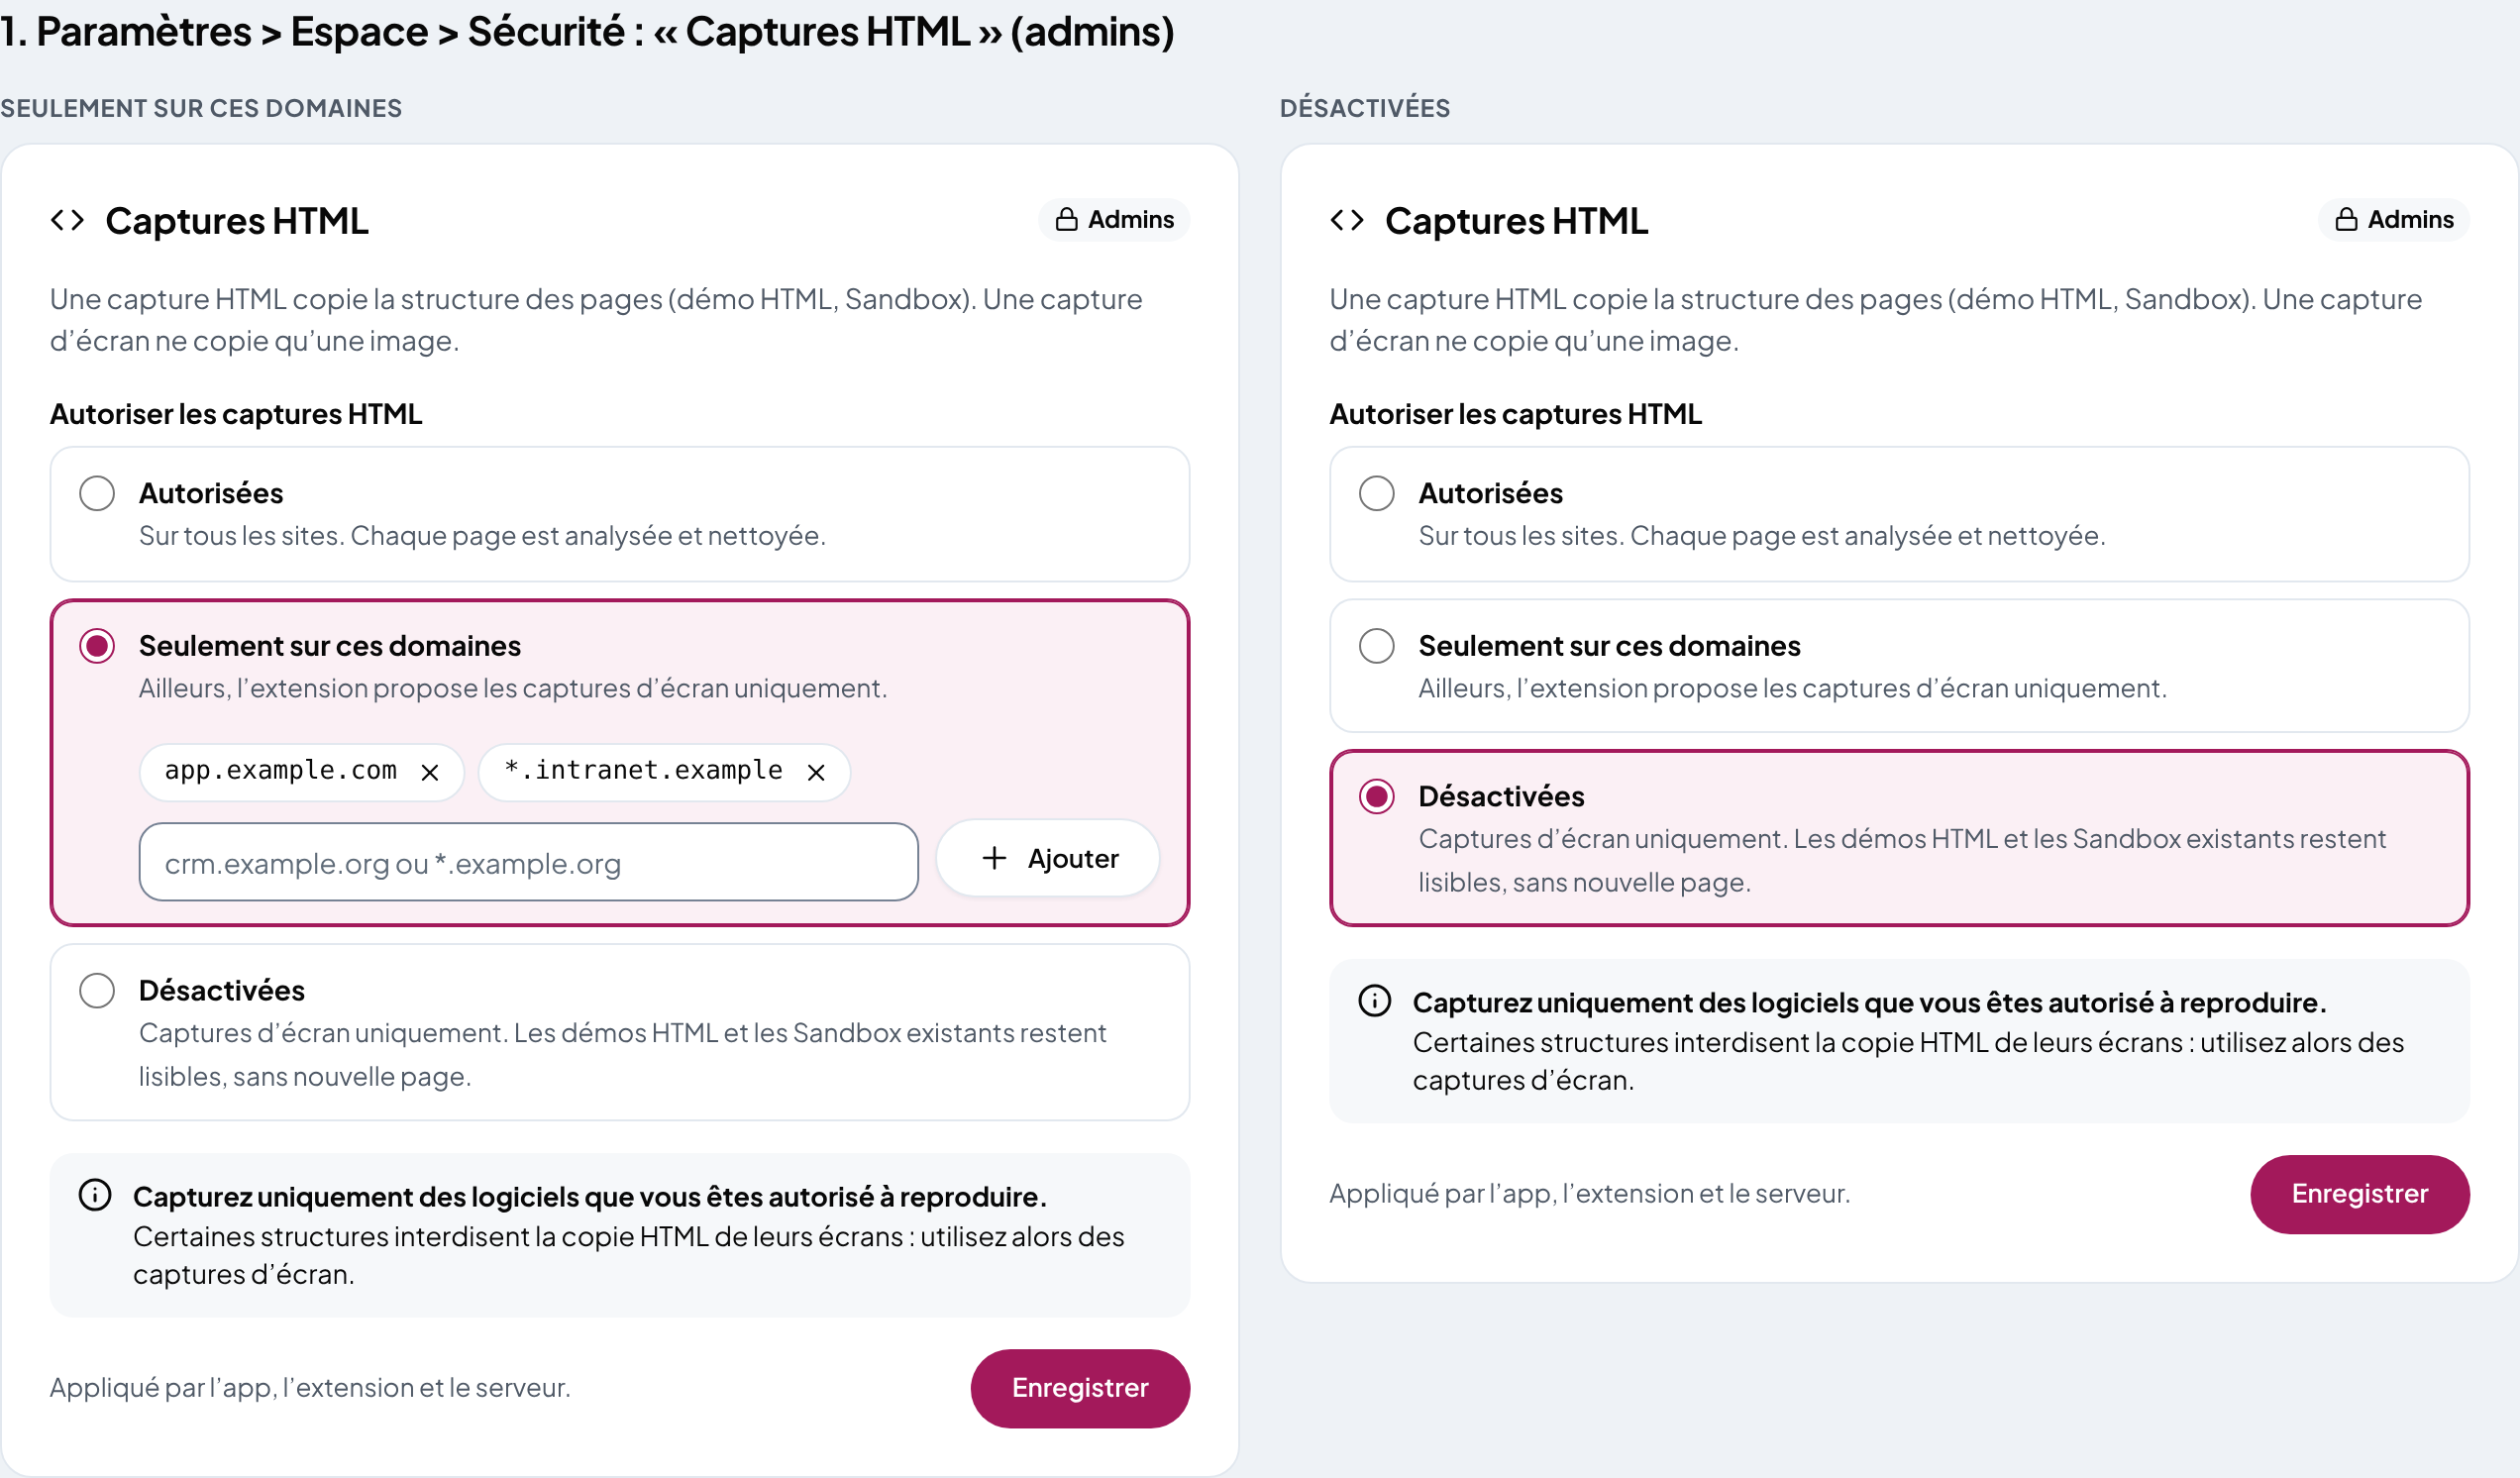 1. Paramètres > Espace > Sécurité : « Captures HTML » (admins)
SEULEMENT SUR CES DOMAINES
Captures HTML
Admins
Une capture HTML copie la structure des pages (démo HTML, Sandbox). Une capture
d’écran ne copie qu’une image.
Autoriser les captures HTML
Autorisées
Sur tous les sites. Chaque page est analysée et nettoyée.
Seulement sur ces domaines
Ailleurs, l’extension propose les captures d’écran uniquement.
app.example.com × *.intranet.example ×
crm.example.org ou *.example.org
+ Ajouter
Désactivées
Captures d’écran uniquement. Les démos HTML et les Sandbox existants restent
lisibles, sans nouvelle page.
Capturez uniquement des logiciels que vous êtes autorisé à reproduire.
Certaines structures interdisent la copie HTML de leurs écrans : utilisez alors des
captures d’écran.
Appliqué par l’app, l’extension et le serveur.
Enregistrer
DÉSACTIVÉES
Captures HTML
Admins
Une capture HTML copie la structure des pages (démo HTML, Sandbox). Une capture
d’écran ne copie qu’une image.
Autoriser les captures HTML
Autorisées
Sur tous les sites. Chaque page est analysée et nettoyée.
Seulement sur ces domaines
Ailleurs, l’extension propose les captures d’écran uniquement.
Désactivées
Captures d’écran uniquement. Les démos HTML et les Sandbox existants restent
lisibles, sans nouvelle page.
Capturez uniquement des logiciels que vous êtes autorisé à reproduire.
Certaines structures interdisent la copie HTML de leurs écrans : utilisez alors des
captures d’écran.
Appliqué par l’app, l’extension et le serveur.
Enregistrer